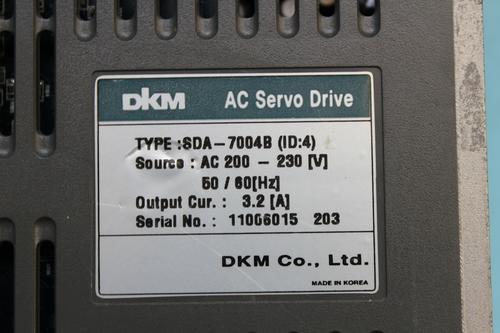 DKM AC Servo Drive
TYPE :SDA-7004B (ID:4)
Source : AC 200 - 230 [V]
50 / 60[Hz]
Output Cur. : 3.2 [A]
Serial No. : 11006015 203
DKM Co., Ltd.
MADE IN KOREA